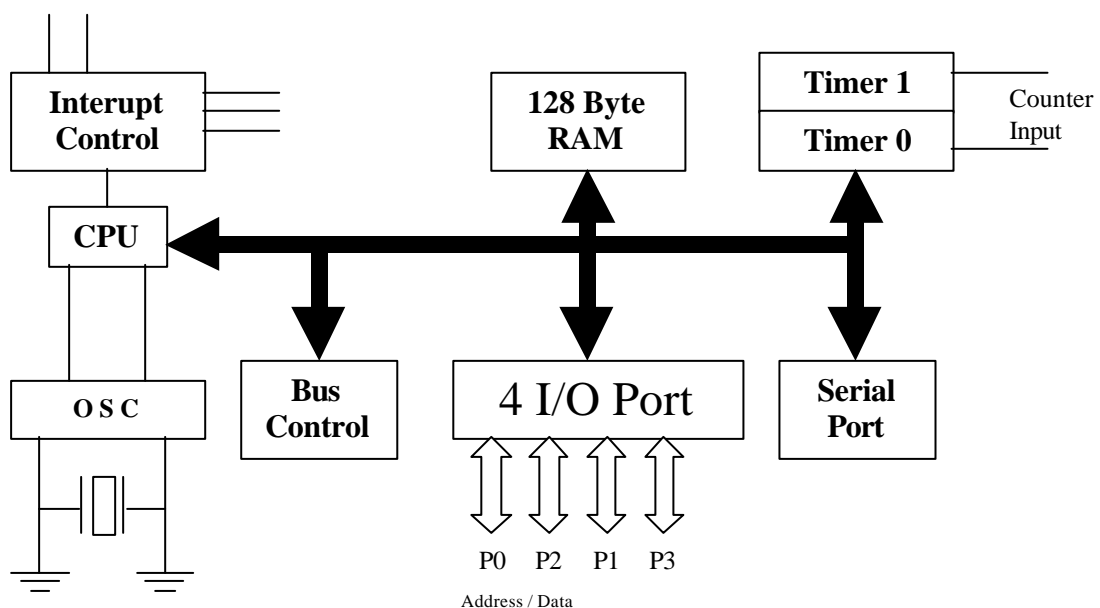 Interupt
Control
128 Byte
RAM
Timer 1
Timer 0
Counter
Input
CPU
O S C
Bus
Control
4 I/O Port
Serial
Port
P0 P2 P1 P3
Address / Data